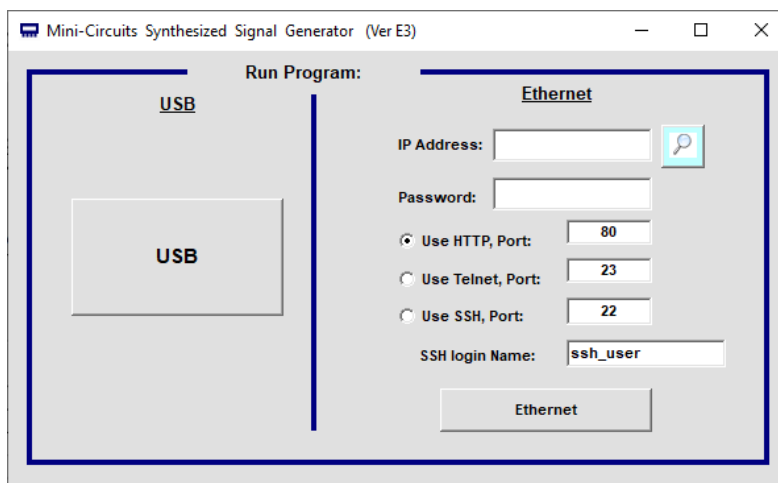 Mini-Circuits Synthesized Signal Generator (Ver E3)
Run Program:
USB
USB
Ethernet
IP Address:
Password:
Use HTTP, Port: 80
Use Telnet, Port: 23
Use SSH, Port: 22
SSH login Name: ssh_user
Ethernet